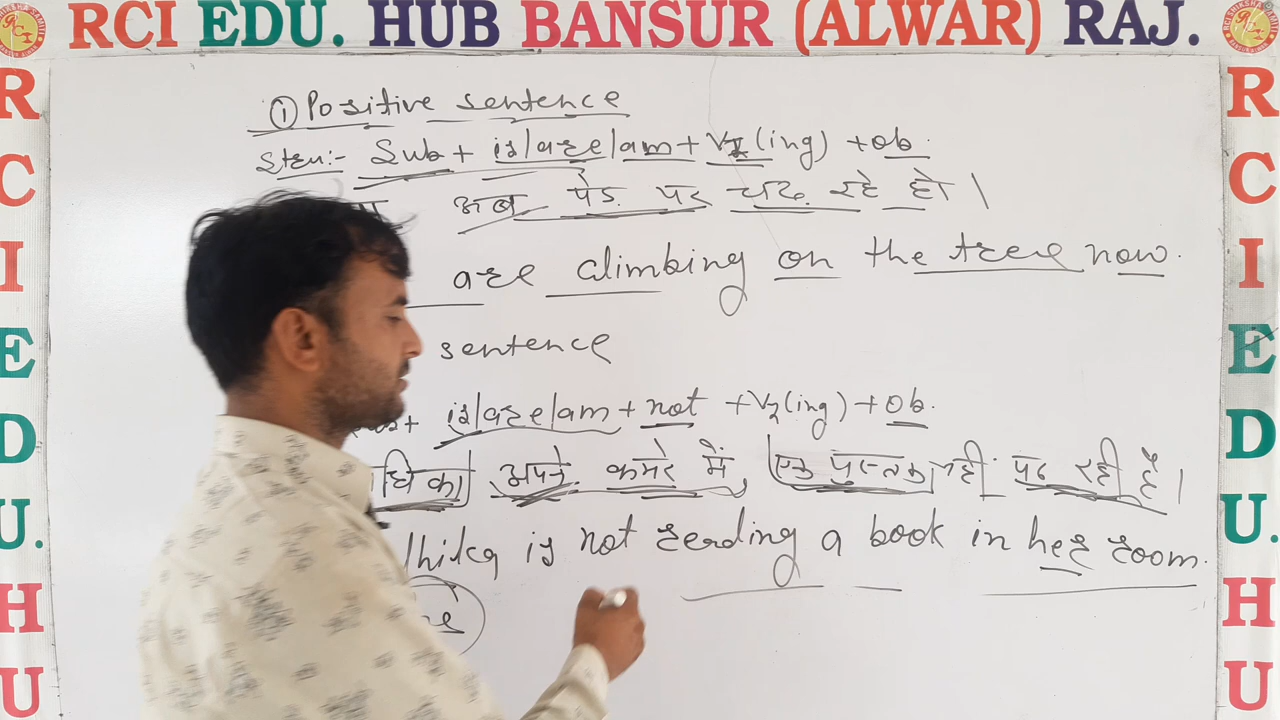 RCI EDU. HUB BANSUR (ALWAR) RAJ.
R C I E D U. H U
① Positive sentence
Stru:- Sub + is/are/am + V1 (ing) + ob.
अब पेड़ पर चढ़ रहे हो।
are climbing on the tree now.
sentence
+ is/are/am + not + V1 (ing) + ob.
धिका अपने कमरे में एक पुस्तक नहीं पढ़ रही है।
dhika is not reading a book in her room.
R C I E D U. H U